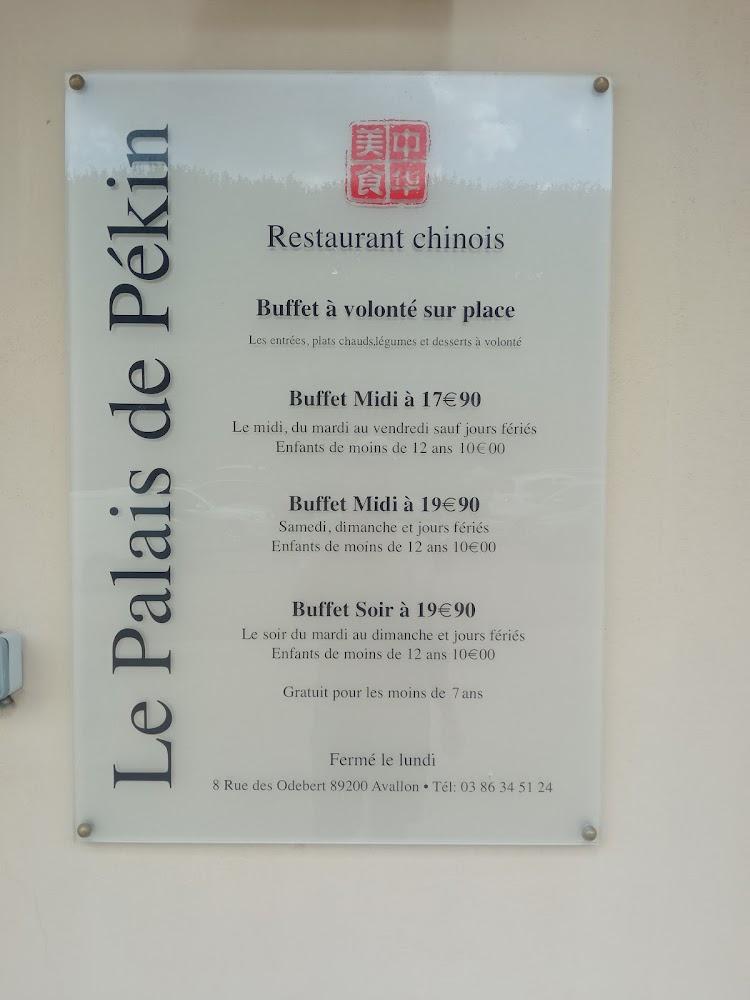 Le Palais de Pékin
美中
食华
Restaurant chinois
Buffet à volonté sur place
Les entrées, plats chauds,légumes et desserts à volonté
Buffet Midi à 17€90
Le midi, du mardi au vendredi sauf jours fériés
Enfants de moins de 12 ans 10€00
Buffet Midi à 19€90
Samedi, dimanche et jours fériés
Enfants de moins de 12 ans 10€00
Buffet Soir à 19€90
Le soir du mardi au dimanche et jours fériés
Enfants de moins de 12 ans 10€00
Gratuit pour les moins de 7 ans
Fermé le lundi
8 Rue des Odebert 89200 Avallon • Tél: 03 86 34 51 24